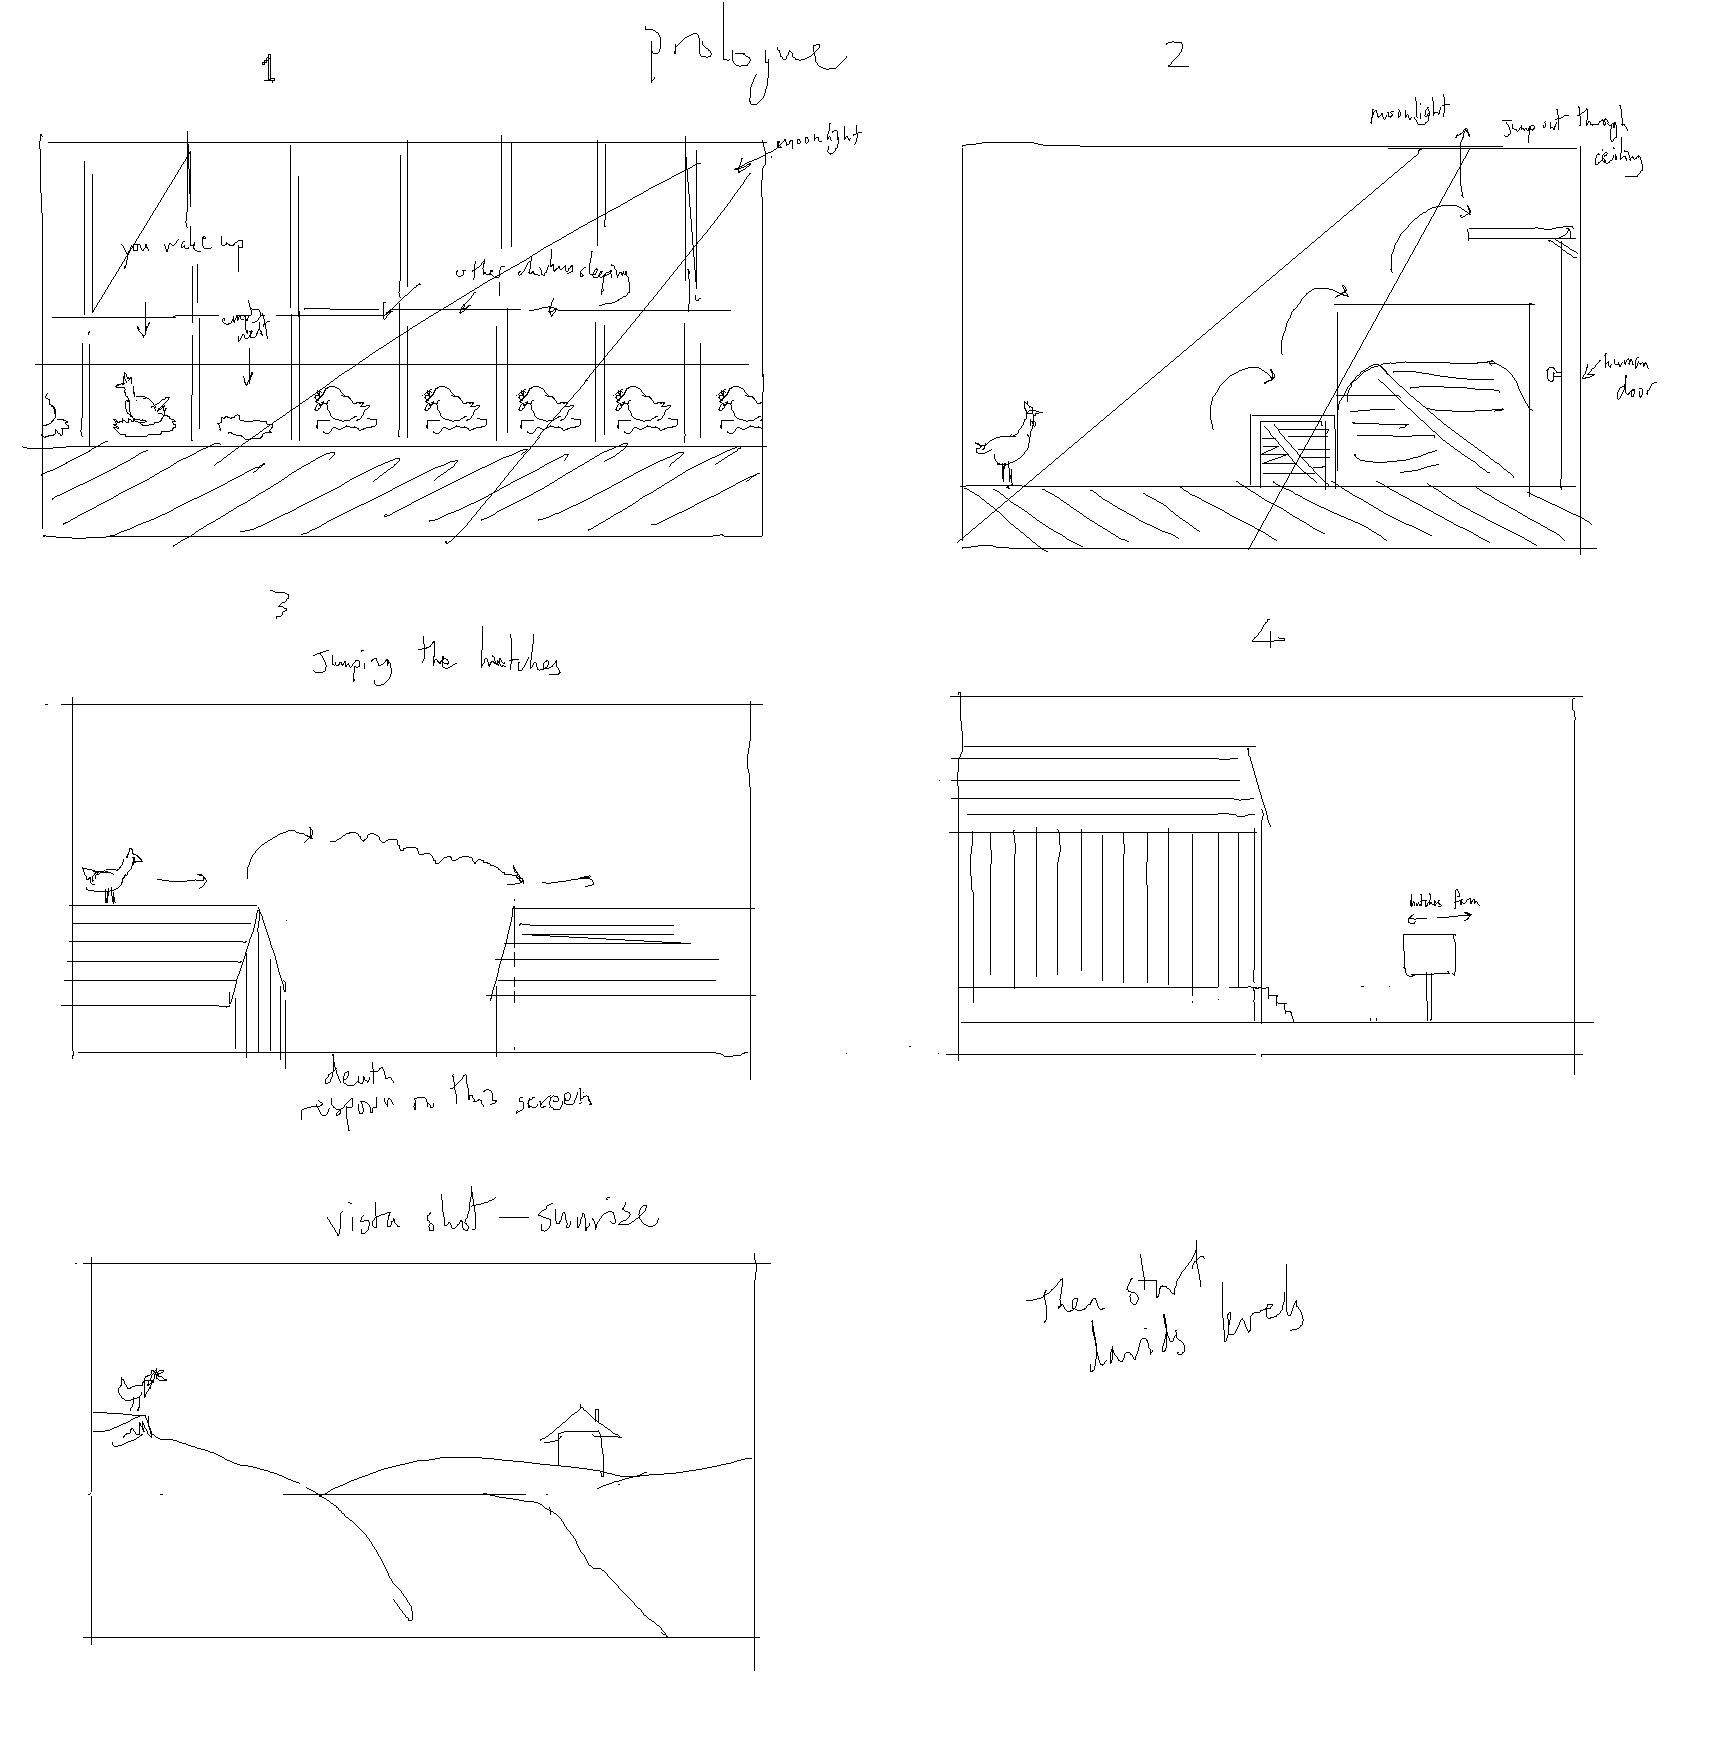 prologue
1
moonlight
you wake up
other chickens sleeping
empty
nest
2
moonlight
Jump out through
ceiling
human
door
3
Jumping the hutches
death
respawn on this screen
4
hutches farm
vista shot — sunrise
Then start
davids levels